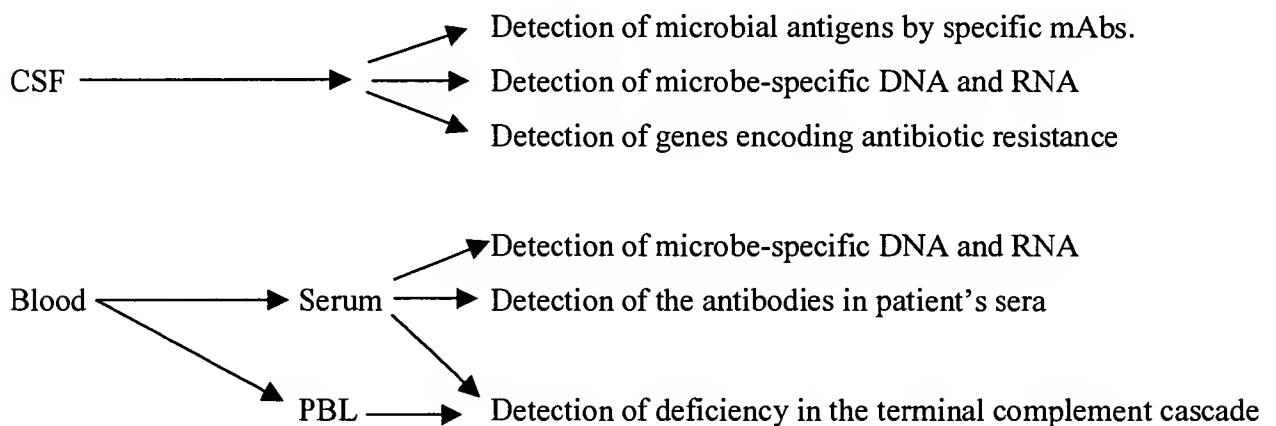 Detection of microbial antigens by specific mAbs.
CSF
Detection of microbe-specific DNA and RNA
Detection of genes encoding antibiotic resistance
Detection of microbe-specific DNA and RNA
Blood
Serum
Detection of the antibodies in patient's sera
PBL
Detection of deficiency in the terminal complement cascade